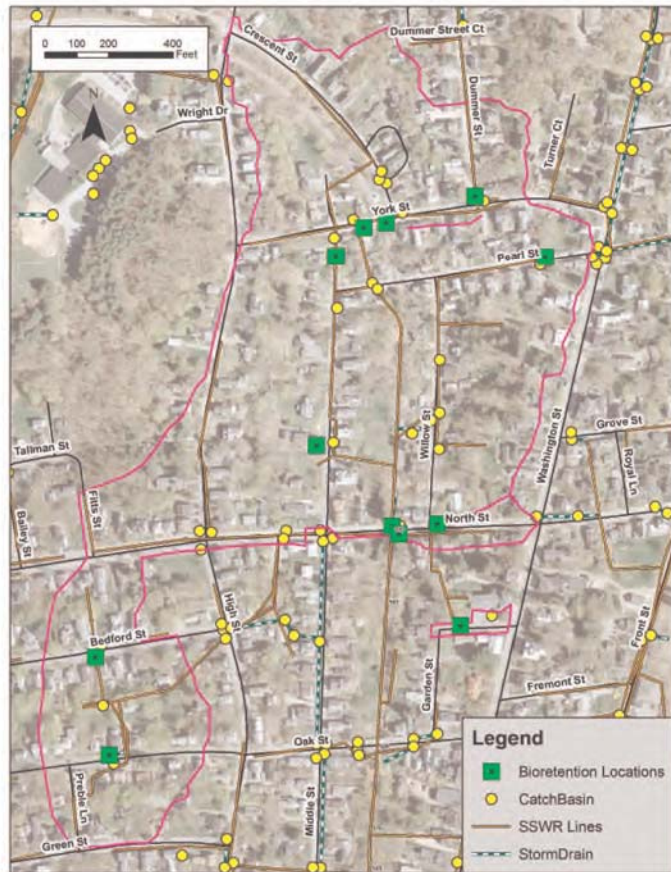 0 100 200 400
Feet
Crescent St
Dummer Street Ct
N
Wright Dr
Dummer St
Turner Ct
York St
Pearl St
Willow St
Washington St
Grove St
Royal Ln
Tallman St
Fitts St
Bailey St
North St
High St
Bedford St
Garden St
Front St
Fremont St
Oak St
Preble Ln
Middle St
Green St
Legend
Bioretention Locations
CatchBasin
SSWR Lines
StormDrain